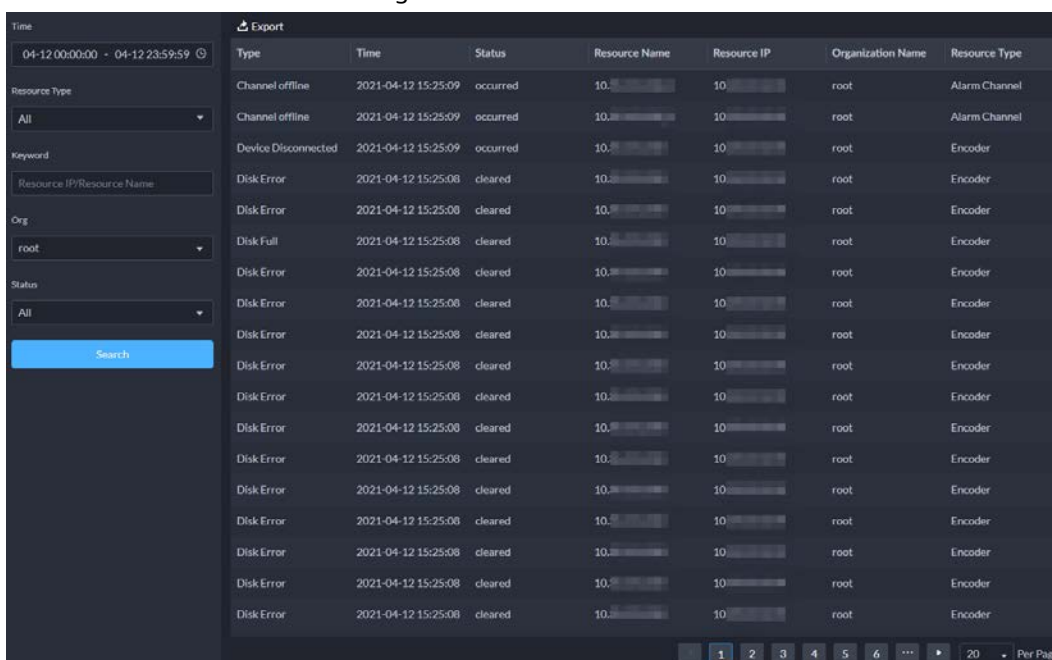 Time
04-12 00:00:00 - 04-12 23:59:59
Resource Type
All
Keyword
Resource IP/Resource Name
Org
root
Status
All
Search
Export
Type Time Status Resource Name Resource IP Organization Name Resource Type
Channel offline 2021-04-12 15:25:09 occurred 10. 10 root Alarm Channel
Channel offline 2021-04-12 15:25:09 occurred 10. 10 root Alarm Channel
Device Disconnected 2021-04-12 15:25:09 occurred 10. 10 root Encoder
Disk Error 2021-04-12 15:25:08 cleared 10. 10 root Encoder
Disk Error 2021-04-12 15:25:08 cleared 10. 10 root Encoder
Disk Full 2021-04-12 15:25:08 cleared 10. 10 root Encoder
Disk Error 2021-04-12 15:25:08 cleared 10. 10 root Encoder
Disk Error 2021-04-12 15:25:08 cleared 10. 10 root Encoder
Disk Error 2021-04-12 15:25:08 cleared 10. 10 root Encoder
Disk Error 2021-04-12 15:25:08 cleared 10. 10 root Encoder
Disk Error 2021-04-12 15:25:08 cleared 10. 10 root Encoder
Disk Error 2021-04-12 15:25:08 cleared 10. 10 root Encoder
Disk Error 2021-04-12 15:25:08 cleared 10. 10 root Encoder
Disk Error 2021-04-12 15:25:08 cleared 10. 10 root Encoder
Disk Error 2021-04-12 15:25:08 cleared 10. 10 root Encoder
Disk Error 2021-04-12 15:25:08 cleared 10. 10 root Encoder
Disk Error 2021-04-12 15:25:08 cleared 10. 10 root Encoder
Disk Error 2021-04-12 15:25:08 cleared 10. 10 root Encoder
1 2 3 4 5 6 ... 20 Per Pag